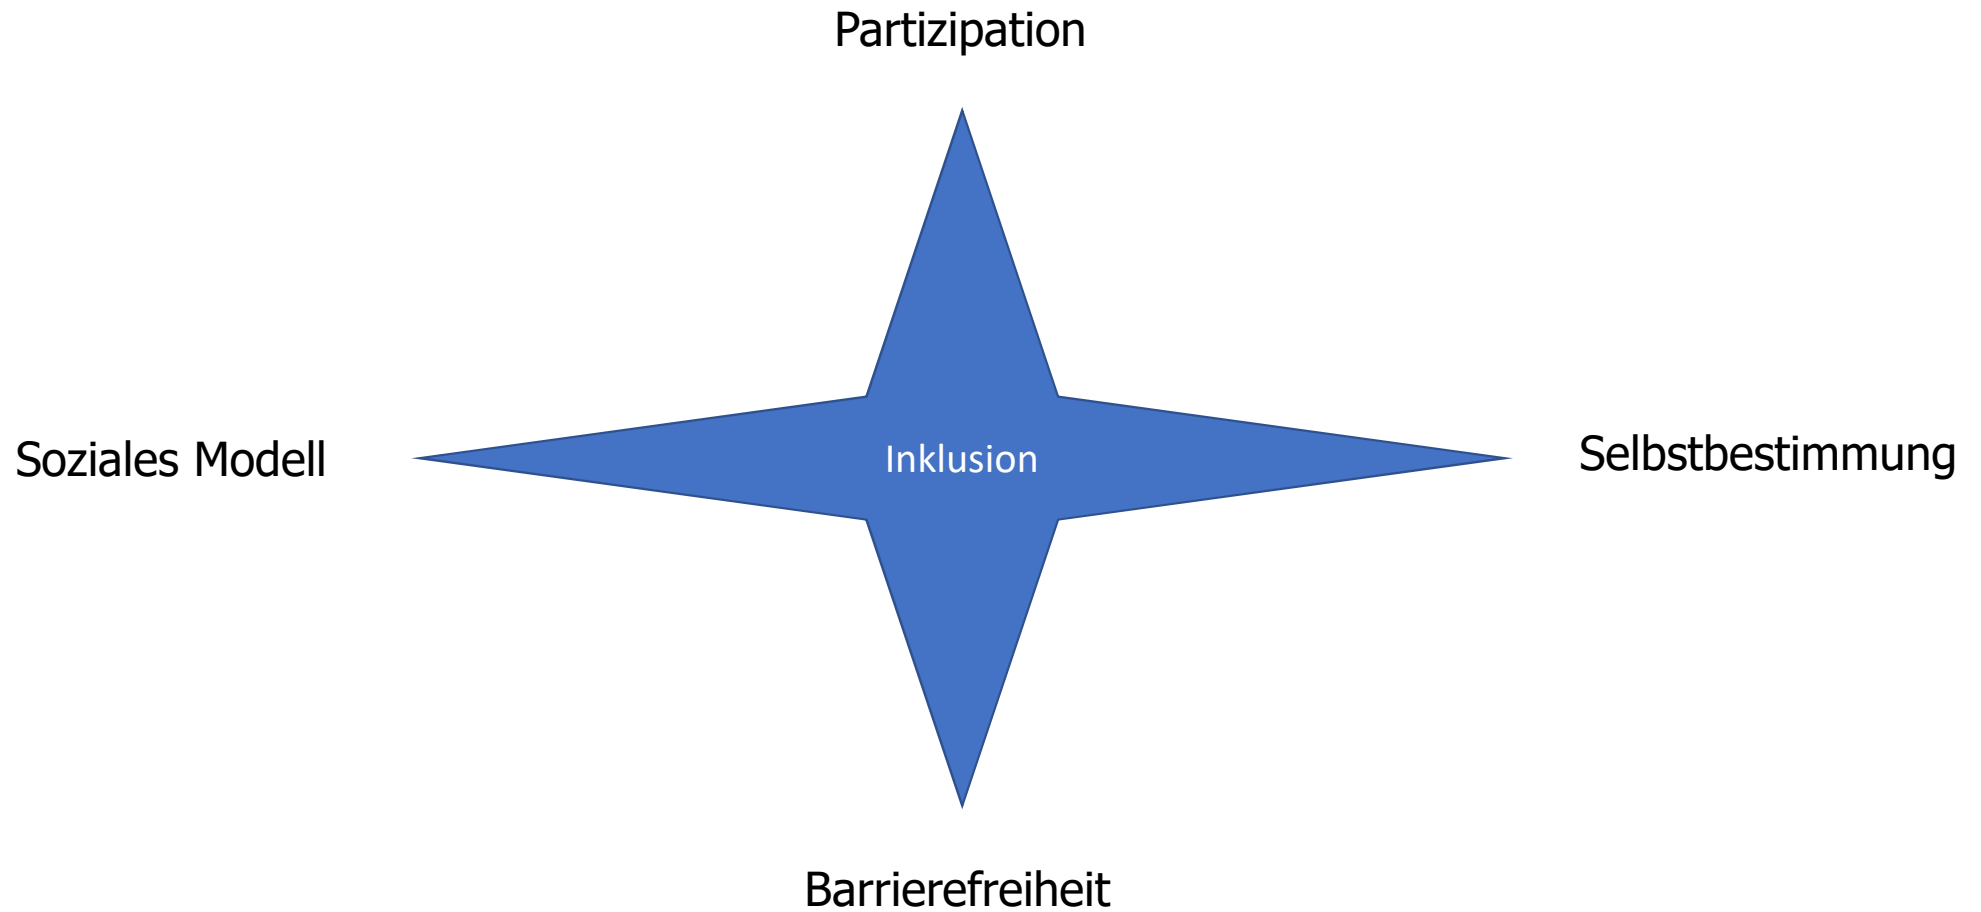 Partizipation
Soziales Modell
Inklusion
Selbstbestimmung
Barrierefreiheit